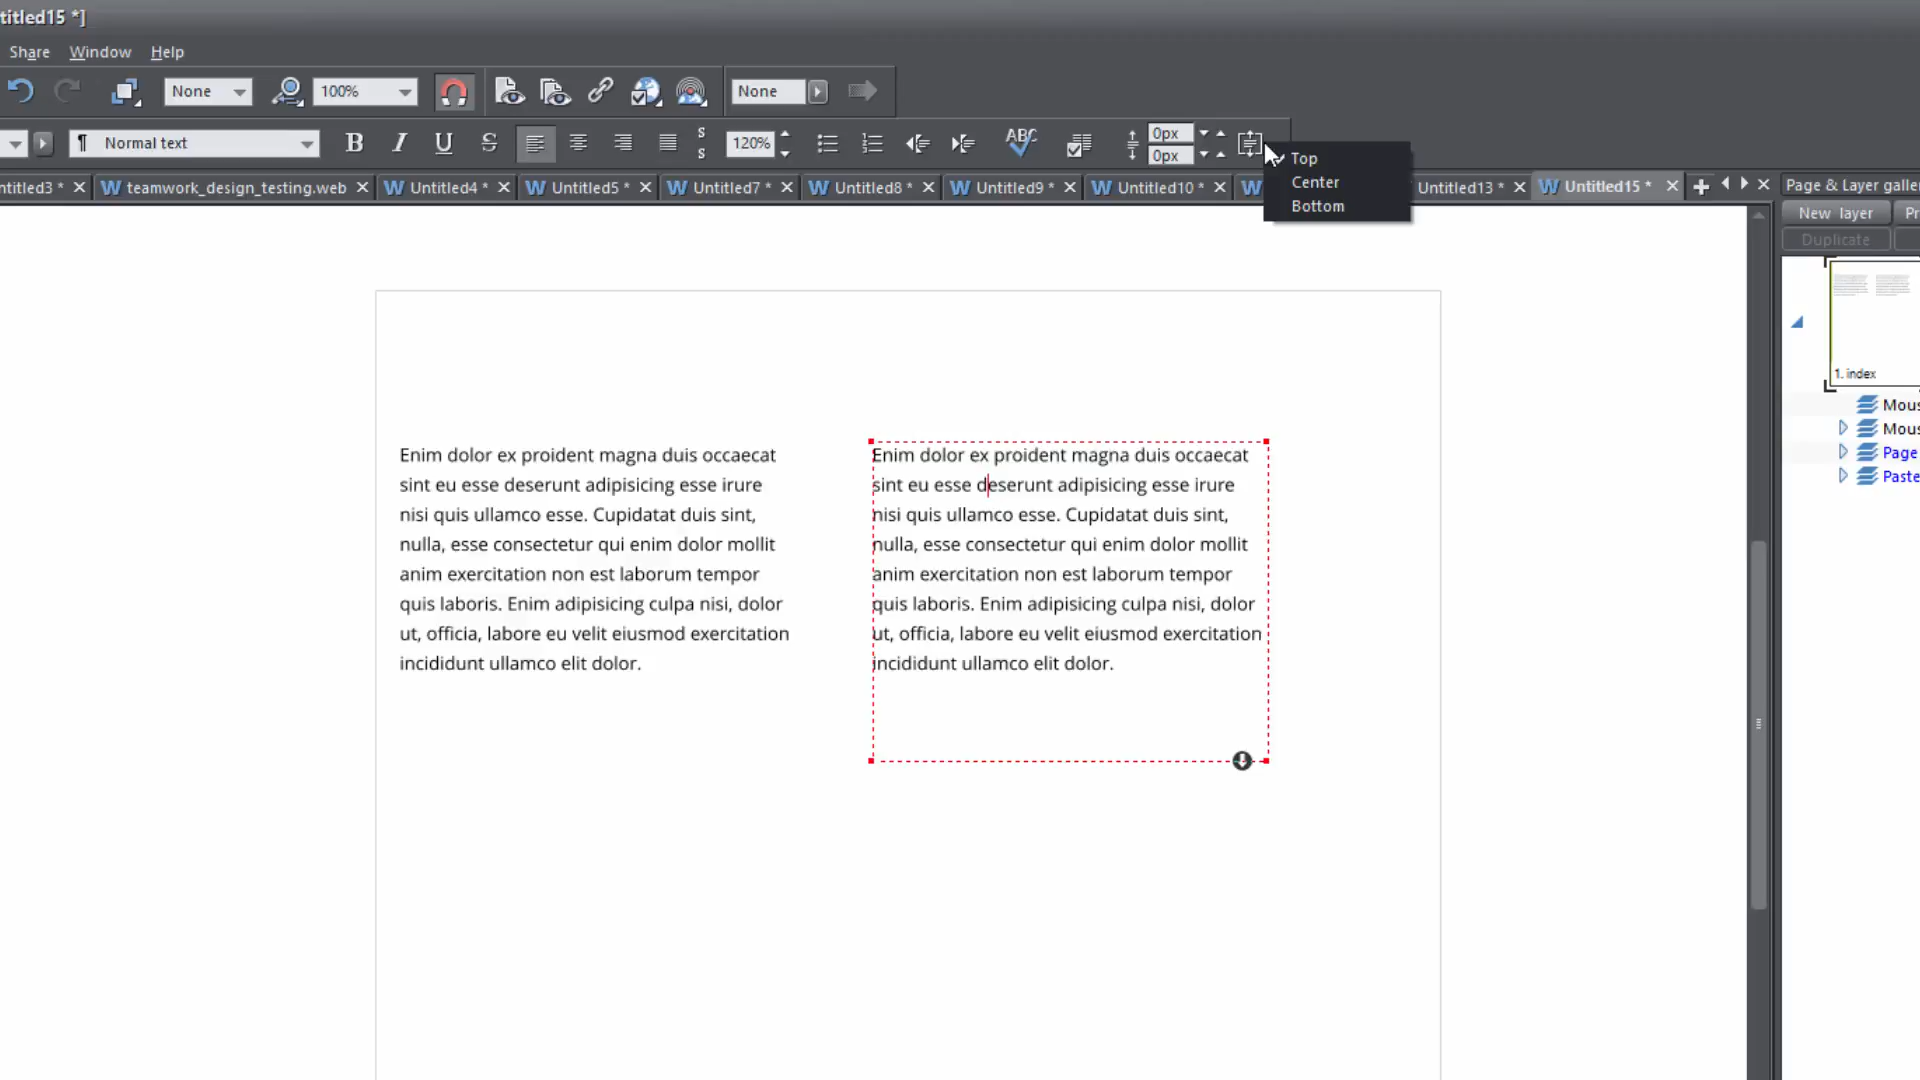 titled15 *]
Share Window Help
None 100% None
¶ Normal text B I U S S S 120% ABC 0px
0px
Top
Center
Bottom
ntitled3 * teamwork_design_testing.web Untitled4 * Untitled5 * Untitled7 * Untitled8 * Untitled9 * Untitled10 * Untitled13 * Untitled15 *
Page & Layer galler
New layer Pr
Duplicate
1. index
Mous
Mous
Page
Paste
Enim dolor ex proident magna duis occaecat
sint eu esse deserunt adipisicing esse irure
nisi quis ullamco esse. Cupidatat duis sint,
nulla, esse consectetur qui enim dolor mollit
anim exercitation non est laborum tempor
quis laboris. Enim adipisicing culpa nisi, dolor
ut, officia, labore eu velit eiusmod exercitation
incididunt ullamco elit dolor.
Enim dolor ex proident magna duis occaecat
sint eu esse deserunt adipisicing esse irure
nisi quis ullamco esse. Cupidatat duis sint,
nulla, esse consectetur qui enim dolor mollit
anim exercitation non est laborum tempor
quis laboris. Enim adipisicing culpa nisi, dolor
ut, officia, labore eu velit eiusmod exercitation
incididunt ullamco elit dolor.